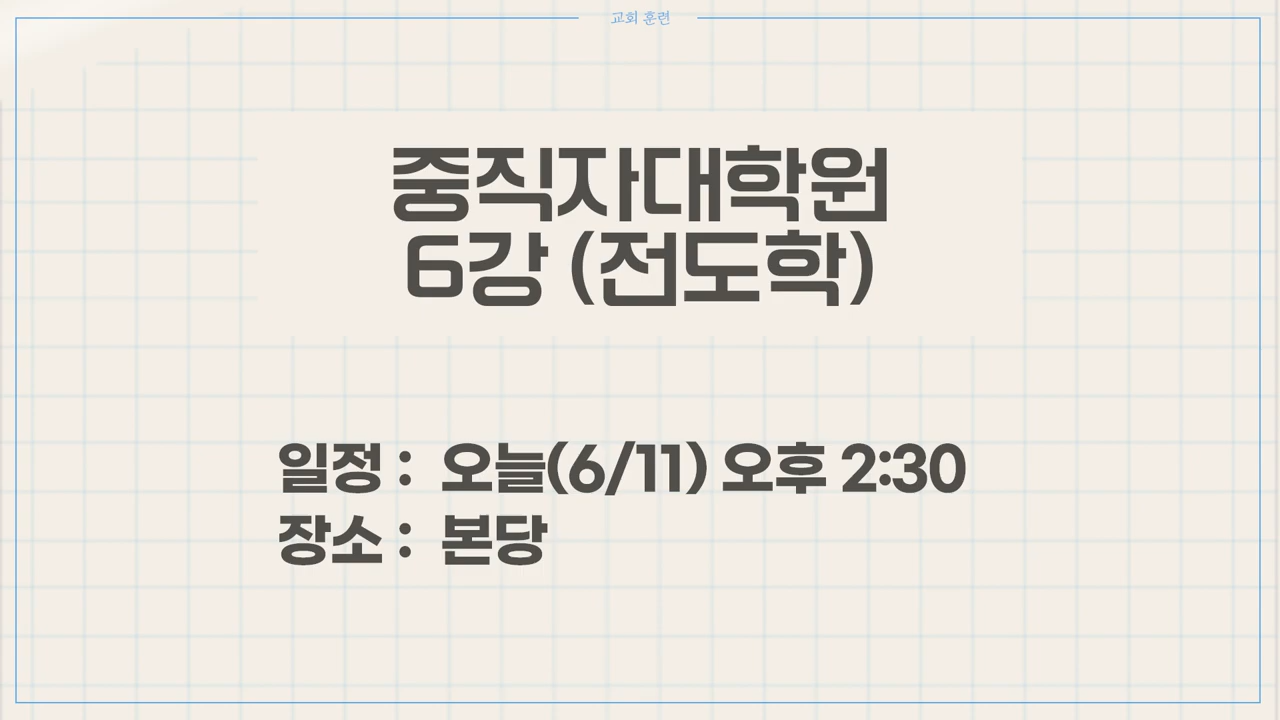 교회 훈련
중직자대학원
6강 (전도학)
일정 : 오늘(6/11) 오후 2:30
장소 : 본당